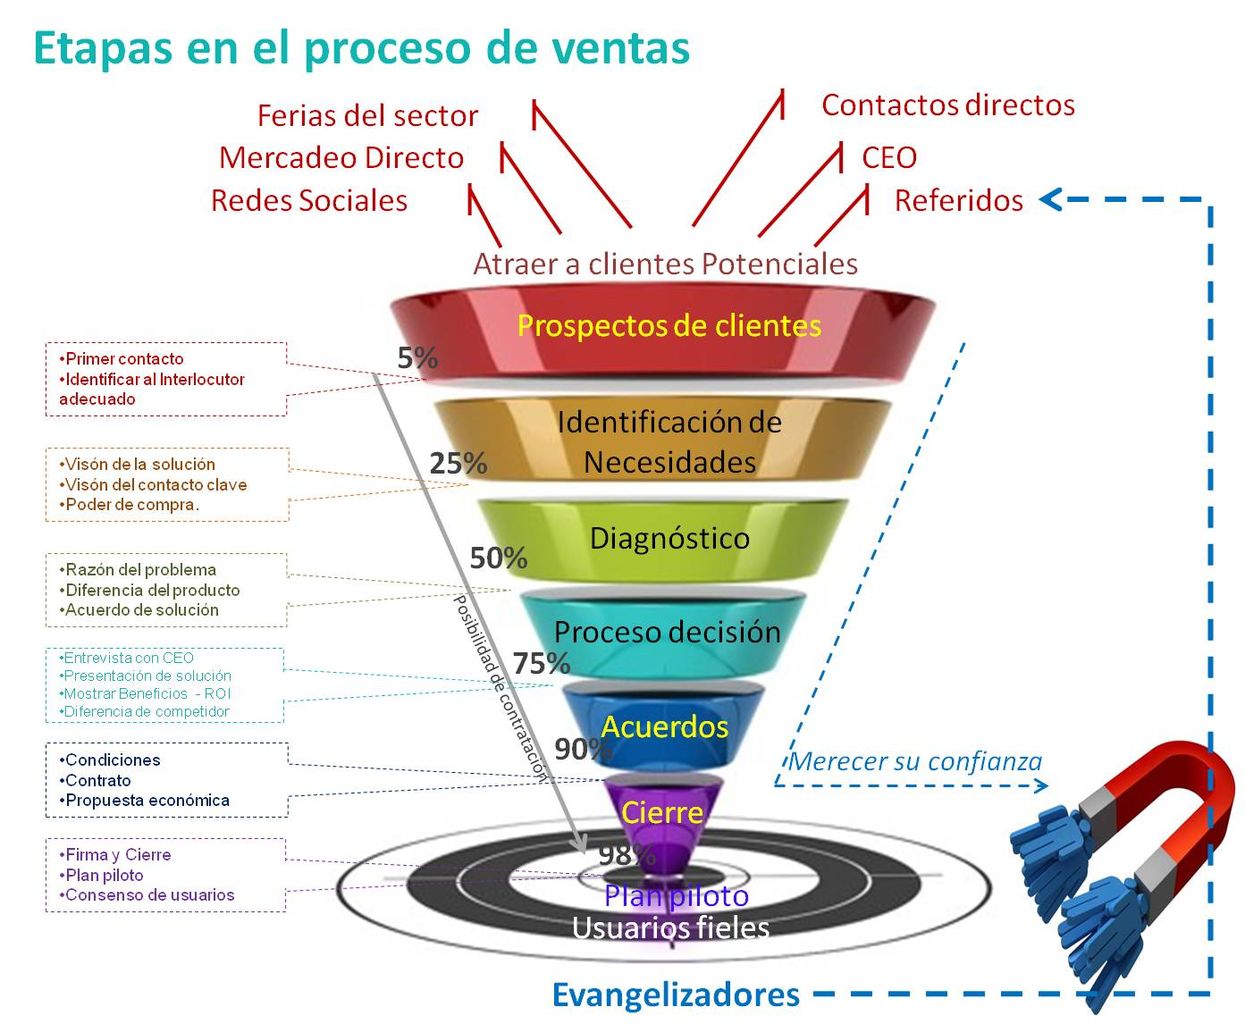 Etapas en el proceso de ventas
Ferias del sector
Contactos directos
Mercadeo Directo
CEO
Redes Sociales
Referidos
Atraer a clientes Potenciales
Prospectos de clientes
5%
•Primer contacto
•Identificar al Interlocutor
adecuado
Identificación de
Necesidades
25%
•Visón de la solución
•Visón del contacto clave
•Poder de compra.
Diagnóstico
50%
•Razón del problema
•Diferencia del producto
•Acuerdo de solución
Proceso decisión
75%
•Entrevista con CEO
•Presentación de solución
•Mostrar Beneficios - ROI
•Diferencia de competidor
Posibilidad de contratación
Acuerdos
90%
•Condiciones
•Contrato
•Propuesta económica
Merecer su confianza
Cierre
98%
•Firma y Cierre
•Plan piloto
•Consenso de usuarios
Plan piloto
Usuarios fieles
Evangelizadores